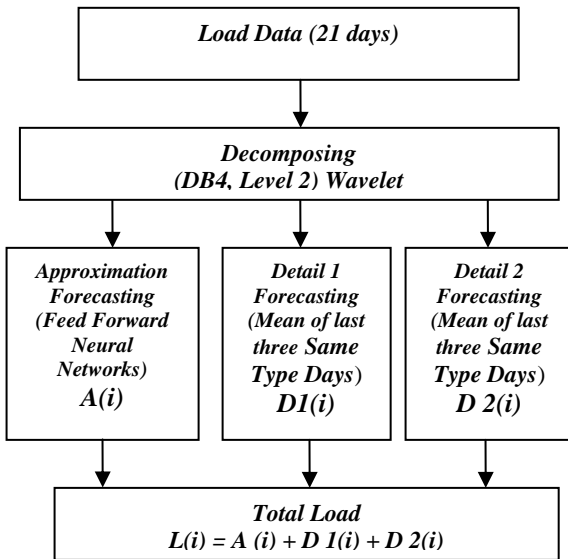 Load Data (21 days)
Decomposing
(DB4, Level 2) Wavelet
Approximation
Forecasting
(Feed Forward
Neural
Networks)
A(i)
Detail 1
Forecasting
(Mean of last
three Same
Type Days)
D1(i)
Detail 2
Forecasting
(Mean of last
three Same
Type Days)
D 2(i)
Total Load
L(i) = A (i) + D 1(i) + D 2(i)